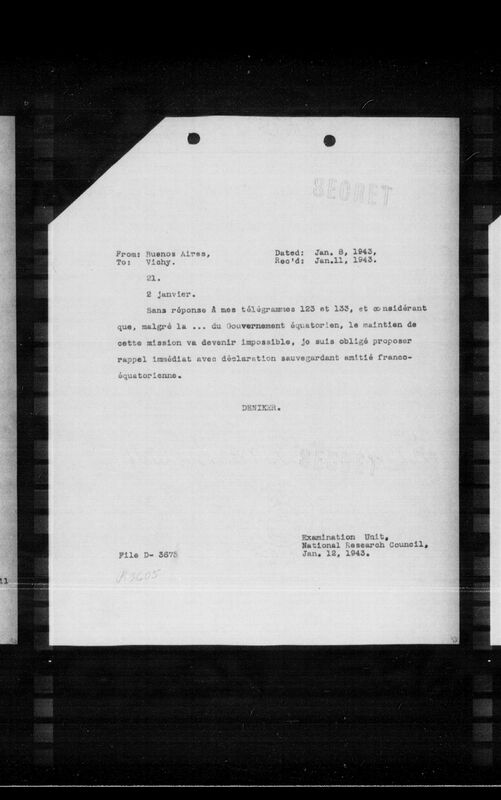 SECRET
From: Buenos Aires, Dated: Jan. 8, 1943,
To: Vichy. Rec'd: Jan.11, 1943.
21.
2 janvier.
Sans réponse à mes télégrammes 123 et 133, et considérant
que, malgré la ... du Gouvernement équatorien, le maintien de
cette mission va devenir impossible, je suis obligé proposer
rappel immédiat avec déclaration sauvegardant amitié franco-
équatorienne.
DENIKER.
Examination Unit,
National Research Council,
File D- 3675 Jan. 12, 1943.